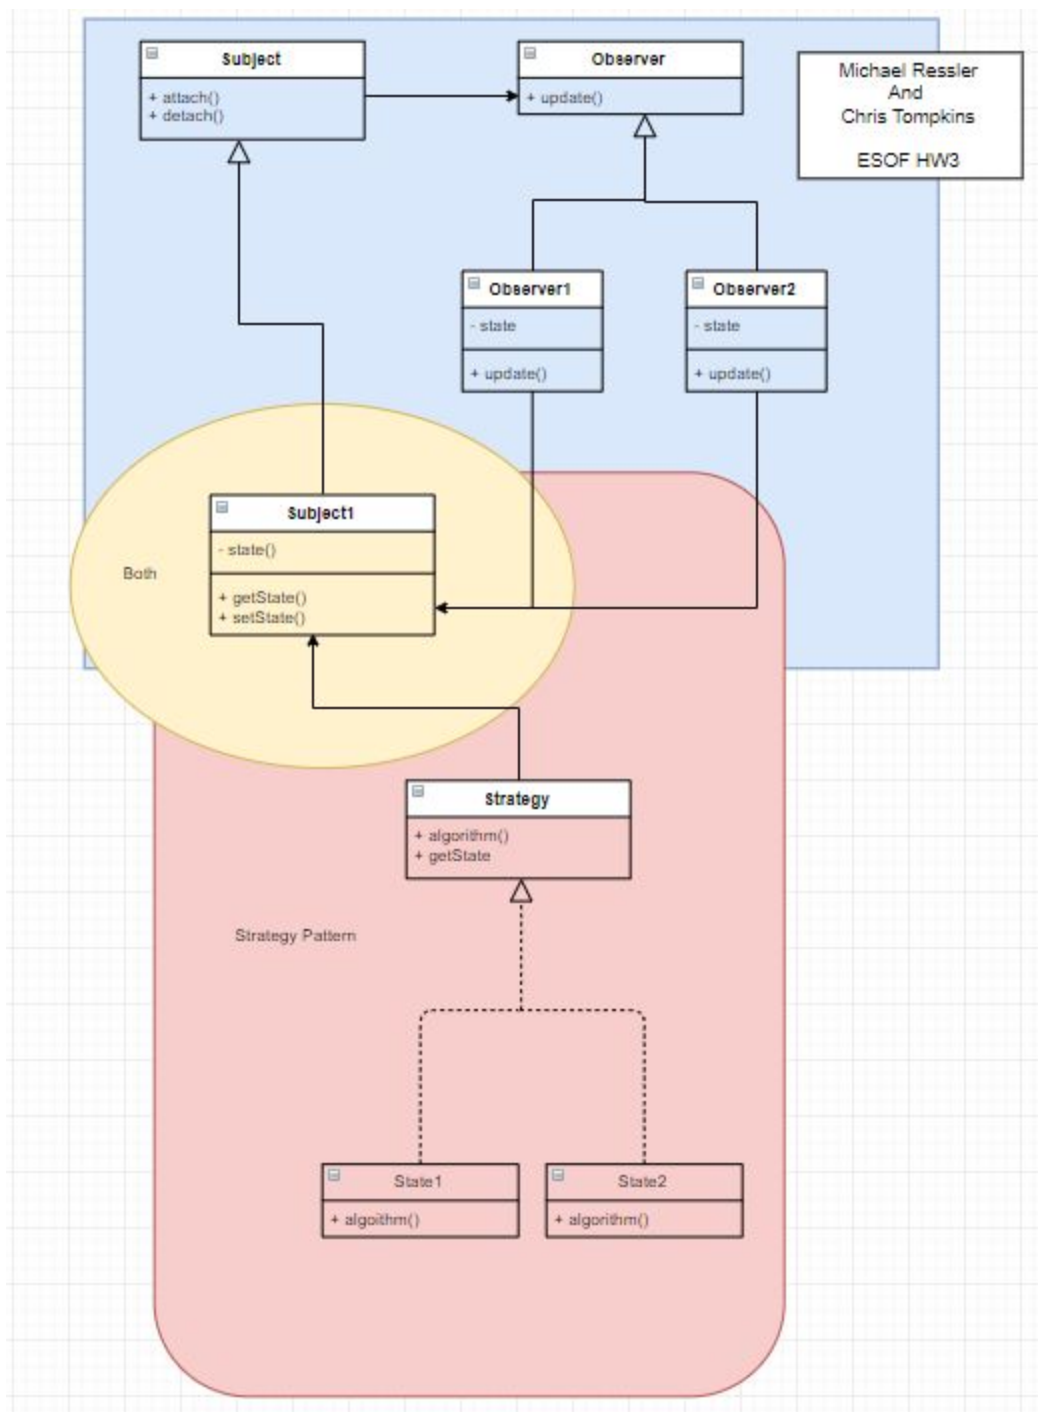 Subject
+ attach()
+ detach()
Observer
+ update()
Michael Ressler
And
Chris Tompkins
ESOF HW3
Observer1
- state
+ update()
Observer2
- state
+ update()
Both
Subject1
- state()
+ getState()
+ setState()
Strategy
+ algorithm()
+ getState
Strategy Pattern
State1
+ algoithm()
State2
+ algorithm()